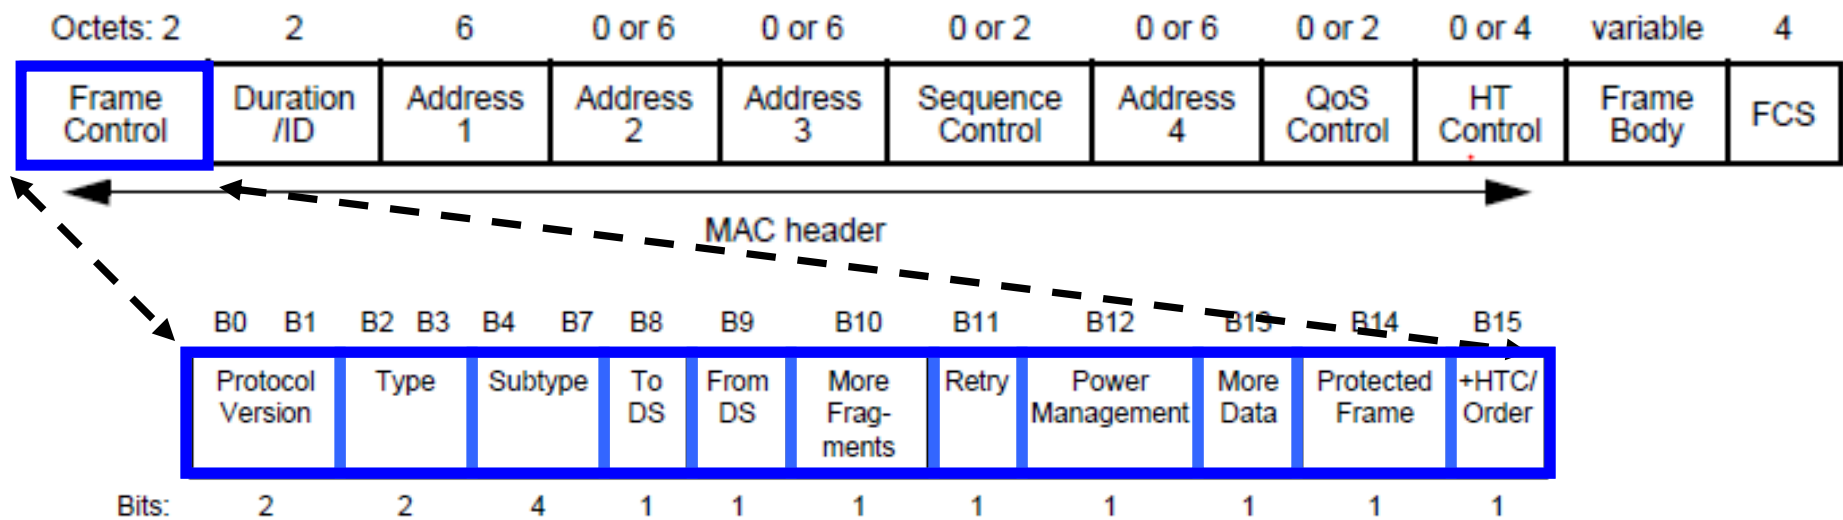 Octets: 2 2 6 0 or 6 0 or 6 0 or 2 0 or 6 0 or 2 0 or 4 variable 4
Frame Control Duration /ID Address 1 Address 2 Address 3 Sequence Control Address 4 QoS Control HT Control Frame Body FCS
MAC header
B0 B1 B2 B3 B4 B7 B8 B9 B10 B11 B12 B13 B14 B15
Protocol Version Type Subtype To DS From DS More Frag- ments Retry Power Management More Data Protected Frame +HTC/ Order
Bits: 2 2 4 1 1 1 1 1 1 1 1